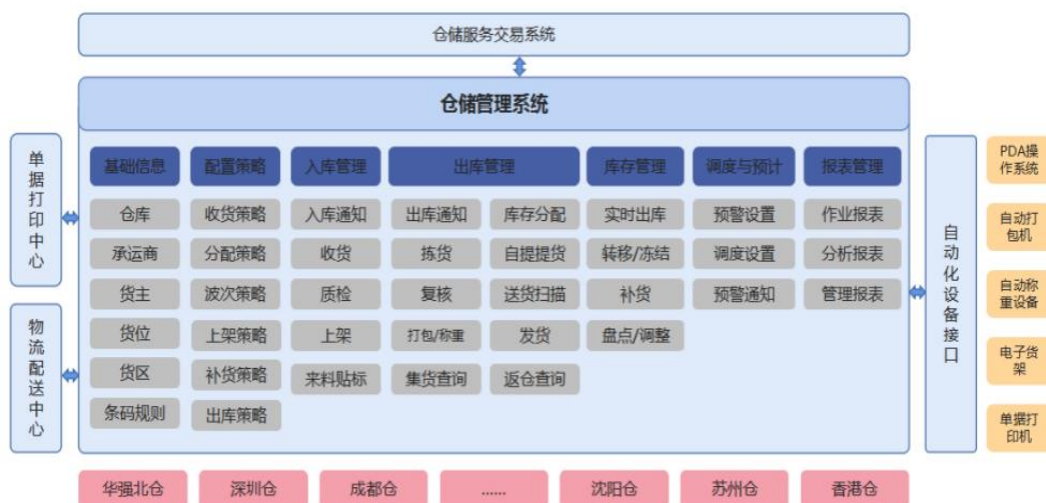 仓储服务交易系统
仓储管理系统
单据打印中心
物流配送中心
基础信息 配置策略 入库管理 出库管理 库存管理 调度与预计 报表管理
仓库 收货策略 入库通知 出库通知 库存分配 实时出库 预警设置 作业报表
承运商 分配策略 收货 拣货 自提提货 转移/冻结 调度设置 分析报表
货主 波次策略 质检 复核 送货扫描 补货 预警通知 管理报表
货位 上架策略 上架 打包/称重 发货 盘点/调整
货区 补货策略 来料贴标 集货查询 返仓查询
条码规则 出库策略
自动化设备接口
PDA操
作系统
自动打
包机
自动称
重设备
电子货
架
单据打
印机
华强北仓 深圳仓 成都仓 ...... 沈阳仓 苏州仓 香港仓